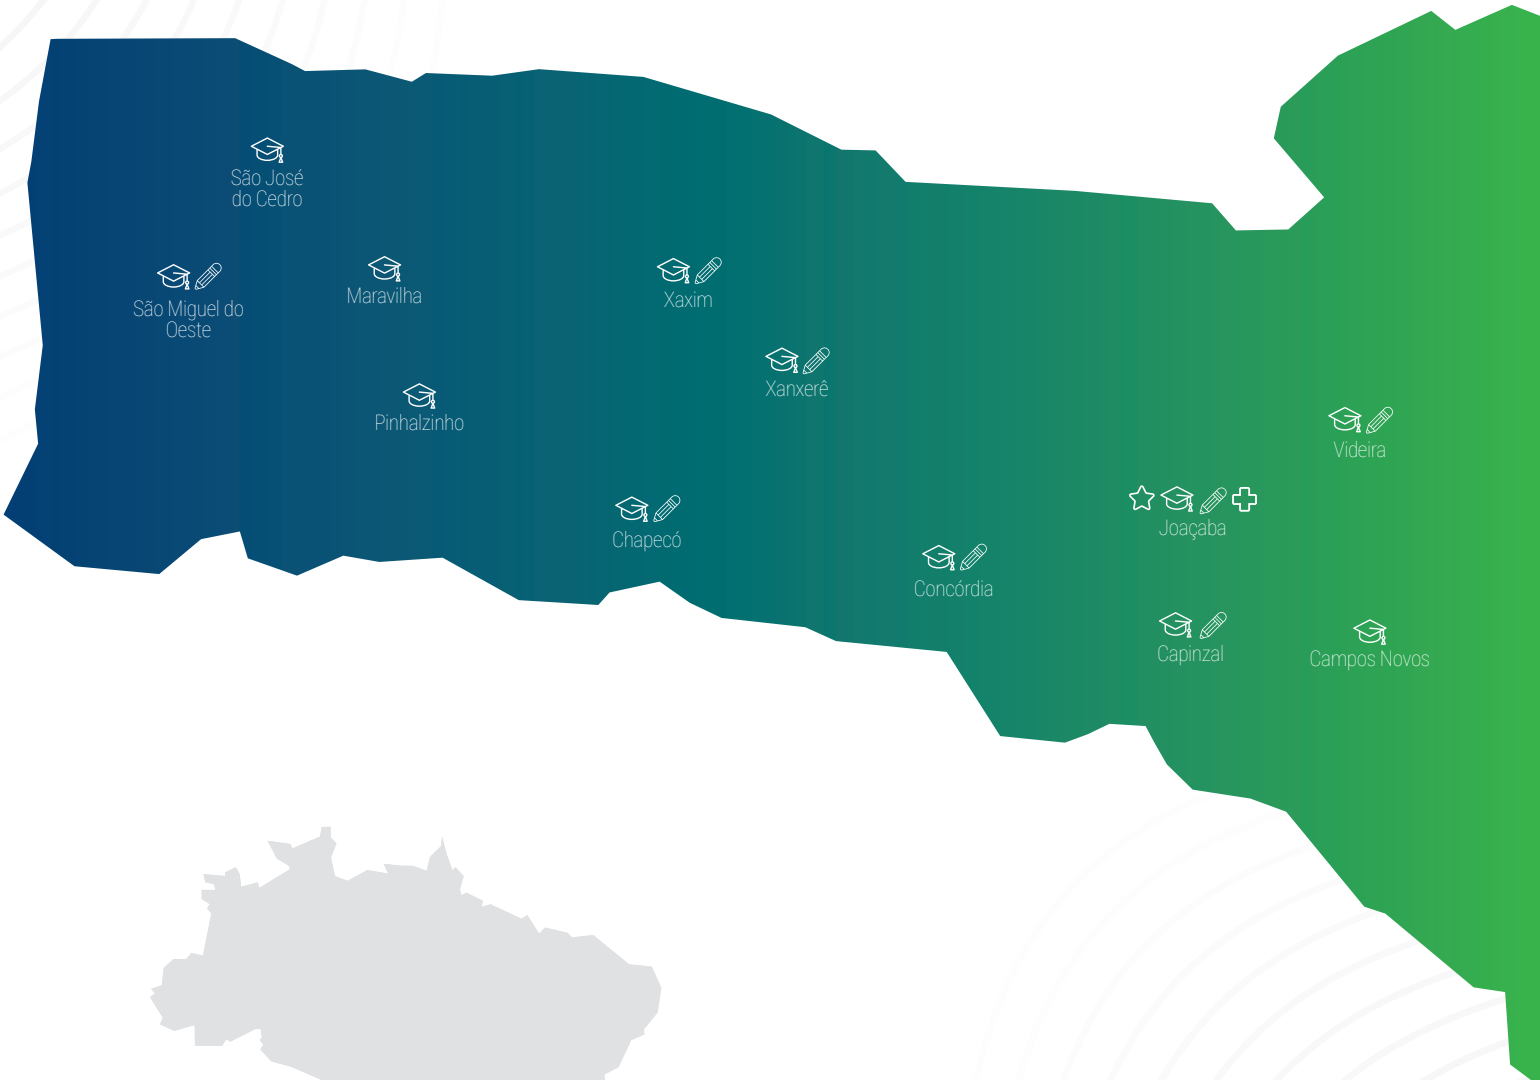 São José
do Cedro
São Miguel do
Oeste
Maravilha
Xaxim
Xanxerê
Pinhalzinho
Videira
Chapecó
Joaçaba
Concórdia
Capinzal
Campos Novos